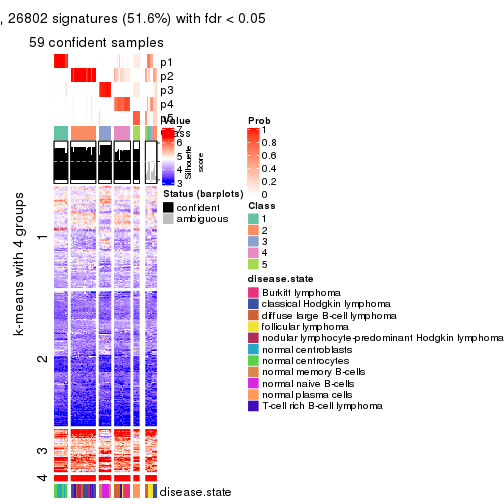 , 26802 signatures (51.6%) with fdr < 0.05
59 confident samples
p1
p2
p3
p4
p5
Class
Value
7
6
5
4
3
Silhouette
score
Status (barplots)
confident
ambiguous
Prob
1
0.8
0.6
0.4
0.2
0
Class
1
2
3
4
5
disease.state
Burkitt lymphoma
classical Hodgkin lymphoma
diffuse large B-cell lymphoma
follicular lymphoma
nodular lymphocyte-predominant Hodgkin lymphoma
normal centroblasts
normal centrocytes
normal memory B-cells
normal naive B-cells
normal plasma cells
T-cell rich B-cell lymphoma
k-means with 4 groups
1
2
3
4
disease.state